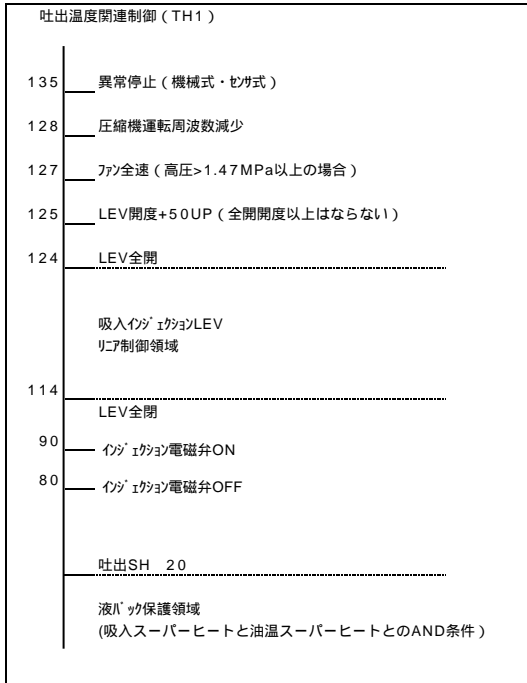 吐出温度関連制御(TH1)
135 異常停止(機械式・ｾﾝｻ式)
128 圧縮機運転周波数減少
127 ﾌｧﾝ全速(高圧>1.47MPa以上の場合)
125 LEV開度+50UP(全開開度以上はならない)
124 LEV全開
吸入ｲﾝｼﾞｪｸｼｮﾝLEV
ﾘﾆｱ制御領域
114
LEV全閉
90 ｲﾝｼﾞｪｸｼｮﾝ電磁弁ON
80 ｲﾝｼﾞｪｸｼｮﾝ電磁弁OFF
吐出SH 20
液ﾊﾞｯｸ保護領域
(吸入スーパーヒートと油温スーパーヒートとのAND条件)